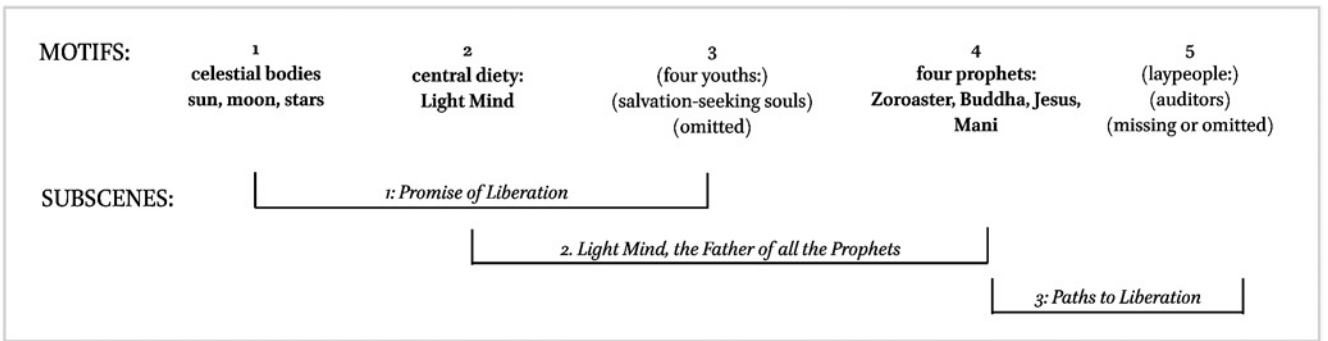 MOTIFS:
1
celestial bodies
sun, moon, stars
2
central diety:
Light Mind
3
(four youths:)
(salvation-seeking souls)
(omitted)
4
four prophets:
Zoroaster, Buddha, Jesus,
Mani
5
(laypeople:)
(auditors)
(missing or omitted)
SUBSCENES:
1: Promise of Liberation
2. Light Mind, the Father of all the Prophets
3: Paths to Liberation